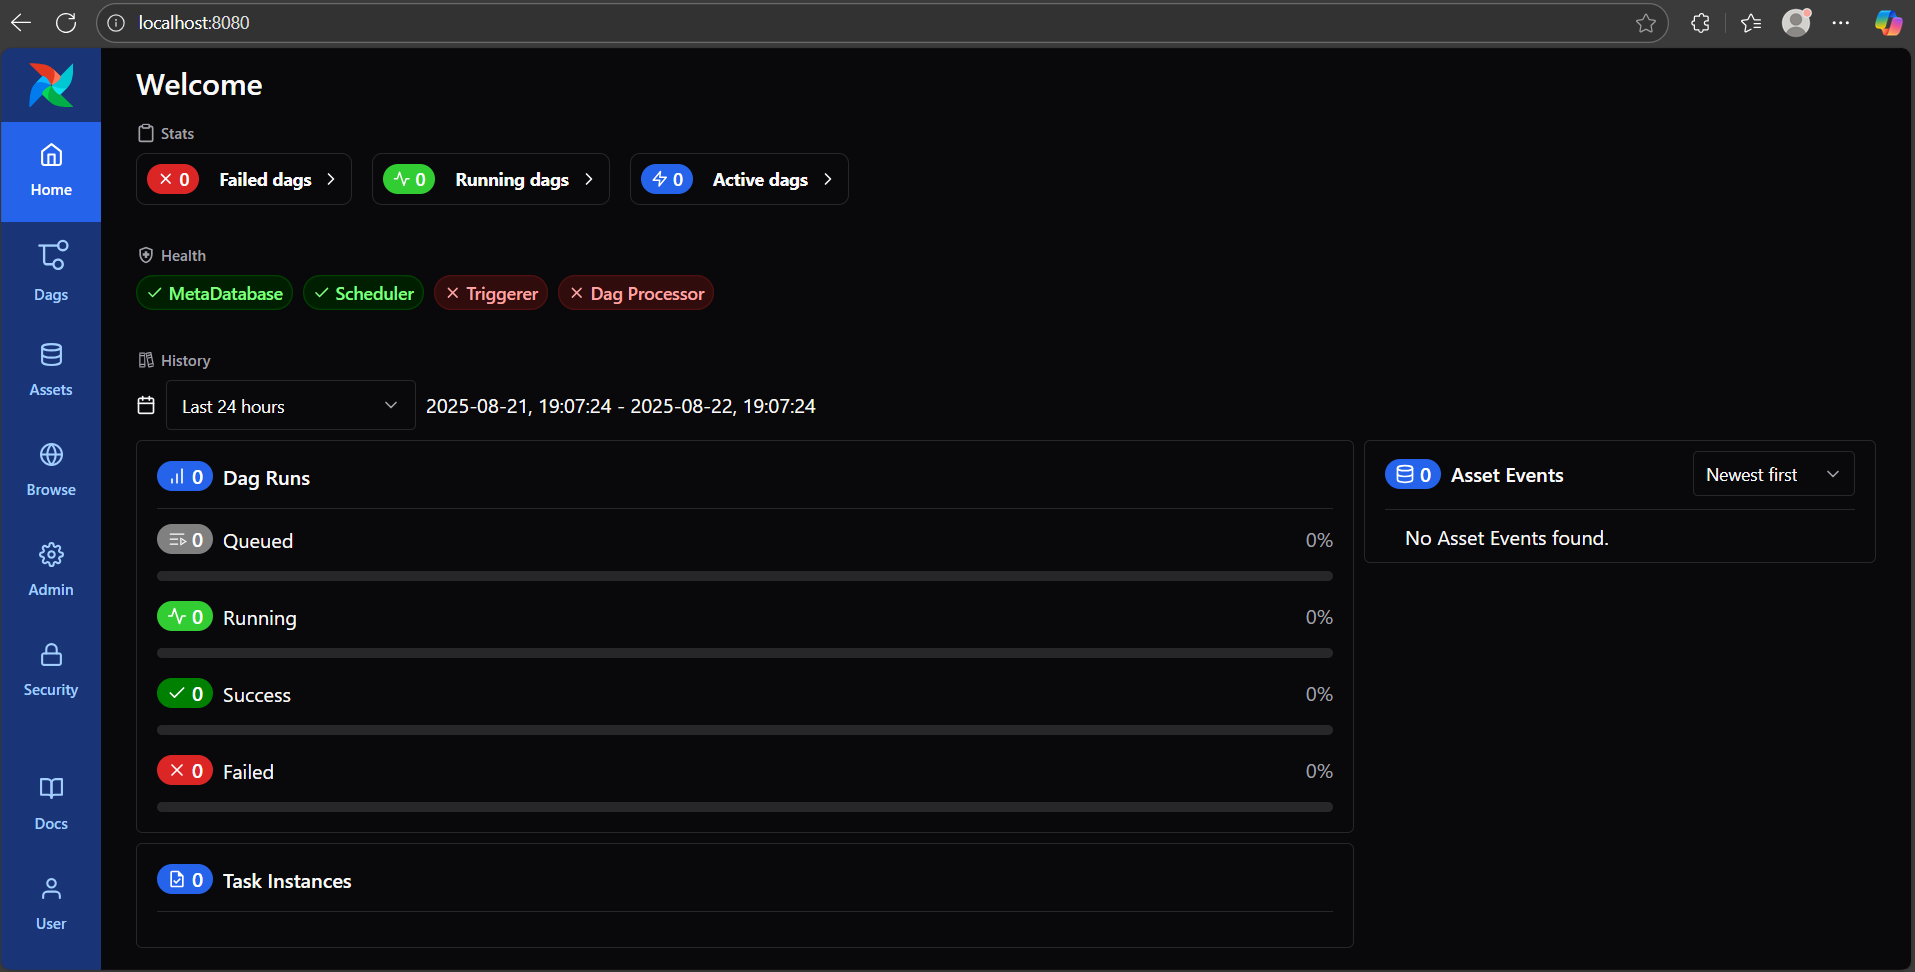 localhost:8080
Welcome
Stats
0 Failed dags
0 Running dags
0 Active dags
Health
MetaDatabase
Scheduler
Triggerer
Dag Processor
History
Last 24 hours
2025-08-21, 19:07:24 - 2025-08-22, 19:07:24
0 Dag Runs
0 Queued 0%
0 Running 0%
0 Success 0%
0 Failed 0%
0 Task Instances
0 Asset Events
Newest first
No Asset Events found.
Home
Dags
Assets
Browse
Admin
Security
Docs
User